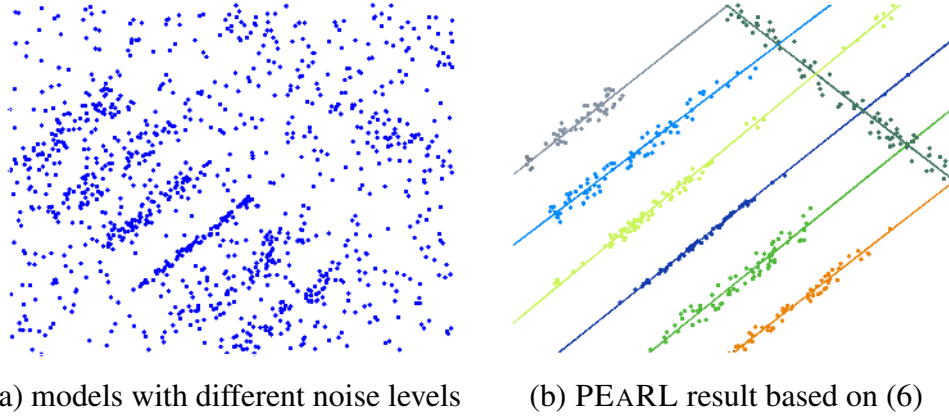 a) models with different noise levels
(b) PEARL result based on (6)